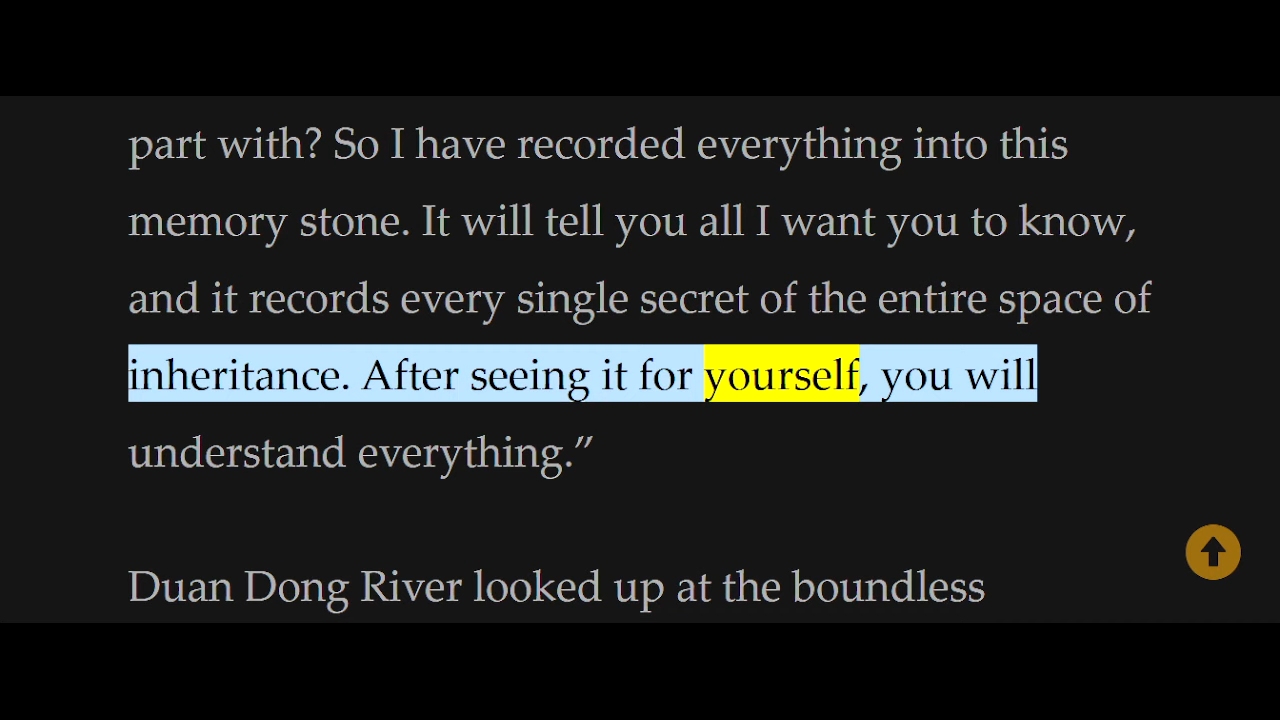 part with? So I have recorded everything into this
memory stone. It will tell you all I want you to know,
and it records every single secret of the entire space of
inheritance. After seeing it for yourself, you will
understand everything.”
Duan Dong River looked up at the boundless